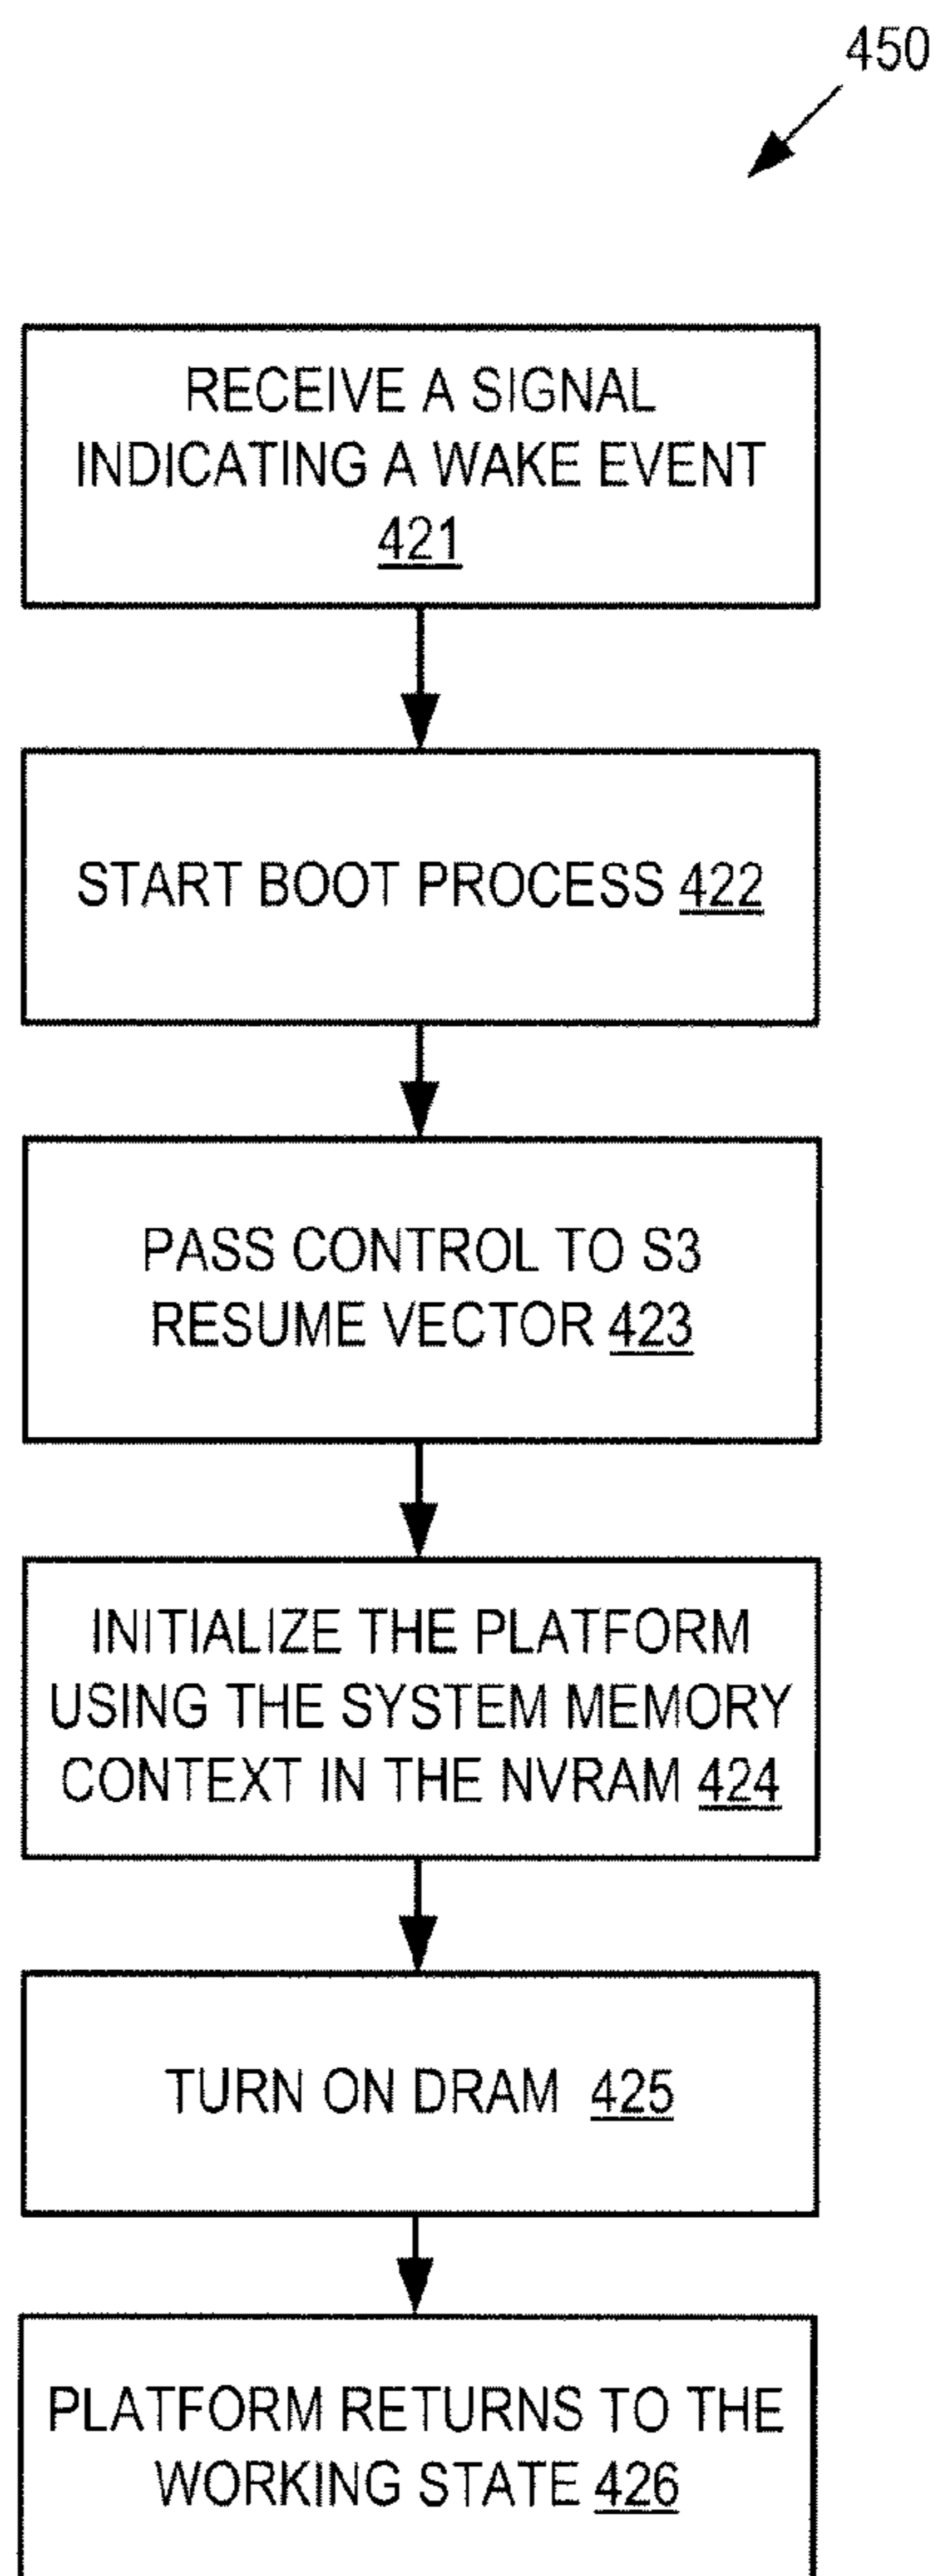 450
RECEIVE A SIGNAL
INDICATING A WAKE EVENT
421
START BOOT PROCESS 422
PASS CONTROL TO S3
RESUME VECTOR 423
INITIALIZE THE PLATFORM
USING THE SYSTEM MEMORY
CONTEXT IN THE NVRAM 424
TURN ON DRAM 425
PLATFORM RETURNS TO THE
WORKING STATE 426